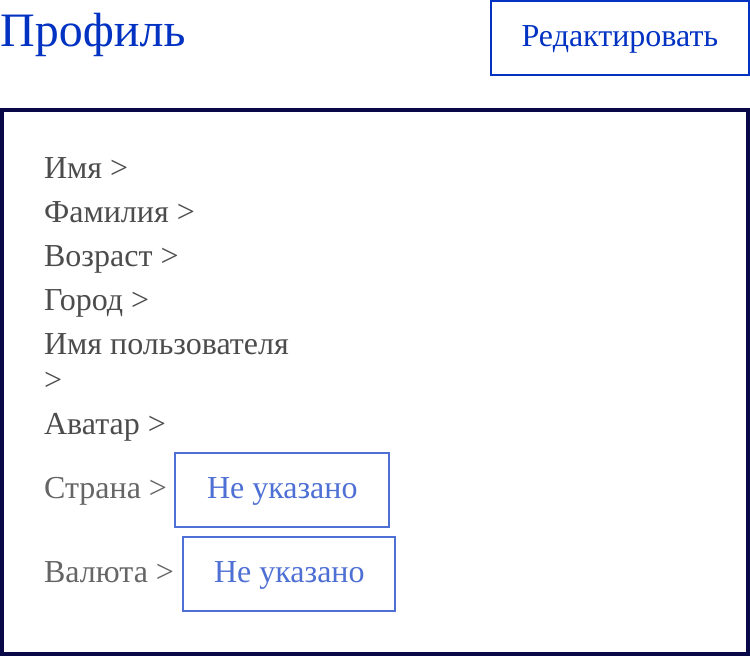 Профиль
Редактировать
Имя >
Фамилия >
Возраст >
Город >
Имя пользователя
>
Аватар >
Страна > Не указано
Валюта > Не указано